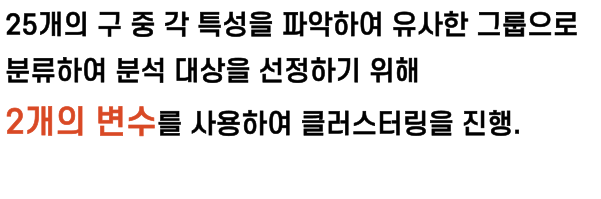 25개의 구 중 각 특성을 파악하여 유사한 그룹으로
분류하여 분석 대상을 선정하기 위해
2개의 변수를 사용하여 클러스터링을 진행.